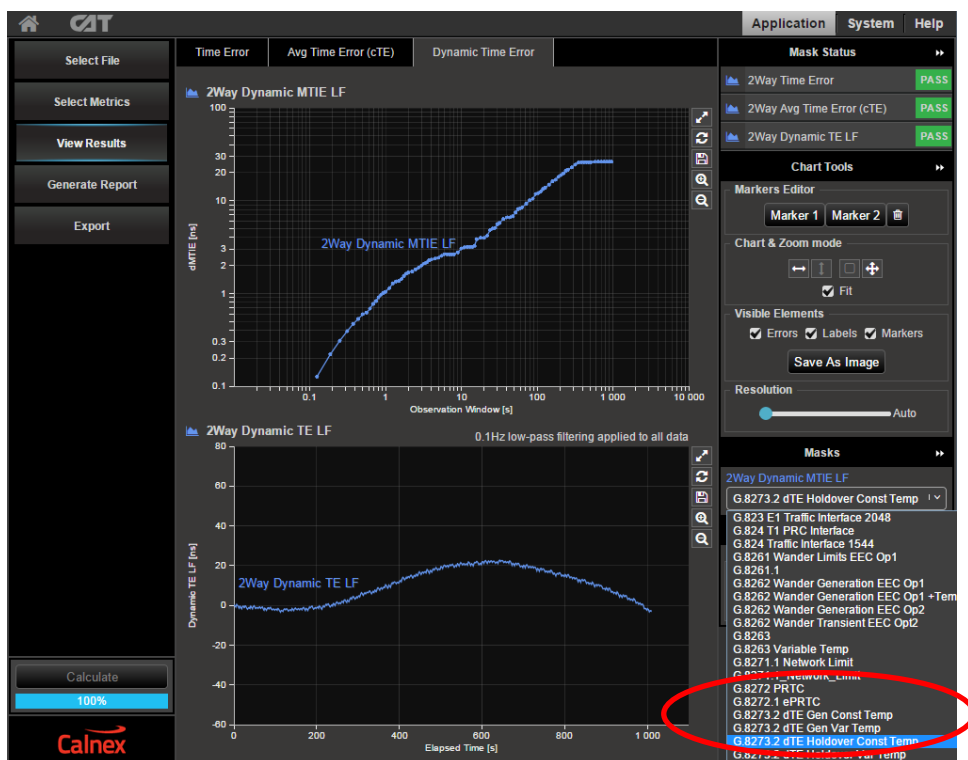 CAT
Application System Help
Select File
Select Metrics
View Results
Generate Report
Export
Calculate
100%
Calnex
Time Error Avg Time Error (cTE) Dynamic Time Error
2Way Dynamic MTIE LF
dMTIE [ns]
100
30
20
10
3
2
1
0.3
0.2
0.1
2Way Dynamic MTIE LF
0.1 1 10 100 1 000 10 000
Observation Window [s]
2Way Dynamic TE LF
0.1Hz low-pass filtering applied to all data
Dynamic TE LF [ns]
80
60
40
20
0
-20
-40
-60
2Way Dynamic TE LF
0 200 400 600 800 1 000
Elapsed Time [s]
Mask Status
2Way Time Error PASS
2Way Avg Time Error (cTE) PASS
2Way Dynamic TE LF PASS
Chart Tools
Markers Editor
Marker 1 Marker 2
Chart & Zoom mode
Fit
Visible Elements
Errors Labels Markers
Save As Image
Resolution
Auto
Masks
2Way Dynamic MTIE LF
G.8273.2 dTE Holdover Const Temp
G.823 E1 Traffic Interface 2048
G.824 T1 PRC Interface
G.824 Traffic Interface 1544
G.8261 Wander Limits EEC Op1
G.8261.1
G.8262 Wander Generation EEC Op1
G.8262 Wander Generation EEC Op1 +Tem
G.8262 Wander Generation EEC Op2
G.8262 Wander Transient EEC Opt2
G.8263
G.8263 Variable Temp
G.8271.1 Network Limit
G.8271.1_Network_Limit
G.8272 PRTC
G.8272.1 ePRTC
G.8273.2 dTE Gen Const Temp
G.8273.2 dTE Gen Var Temp
G.8273.2 dTE Holdover Const Temp
G.8273.2 dTE Holdover Var Temp